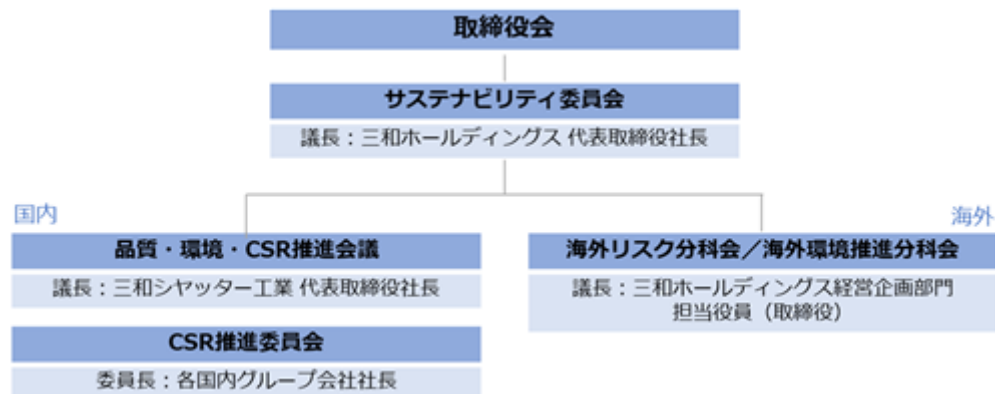 取締役会
サステナビリティ委員会
議長：三和ホールディングス 代表取締役社長
国内
海外
品質・環境・CSR推進会議
議長：三和シヤッター工業 代表取締役社長
海外リスク分科会／海外環境推進分科会
議長：三和ホールディングス経営企画部門
担当役員（取締役）
CSR推進委員会
委員長：各国内グループ会社社長